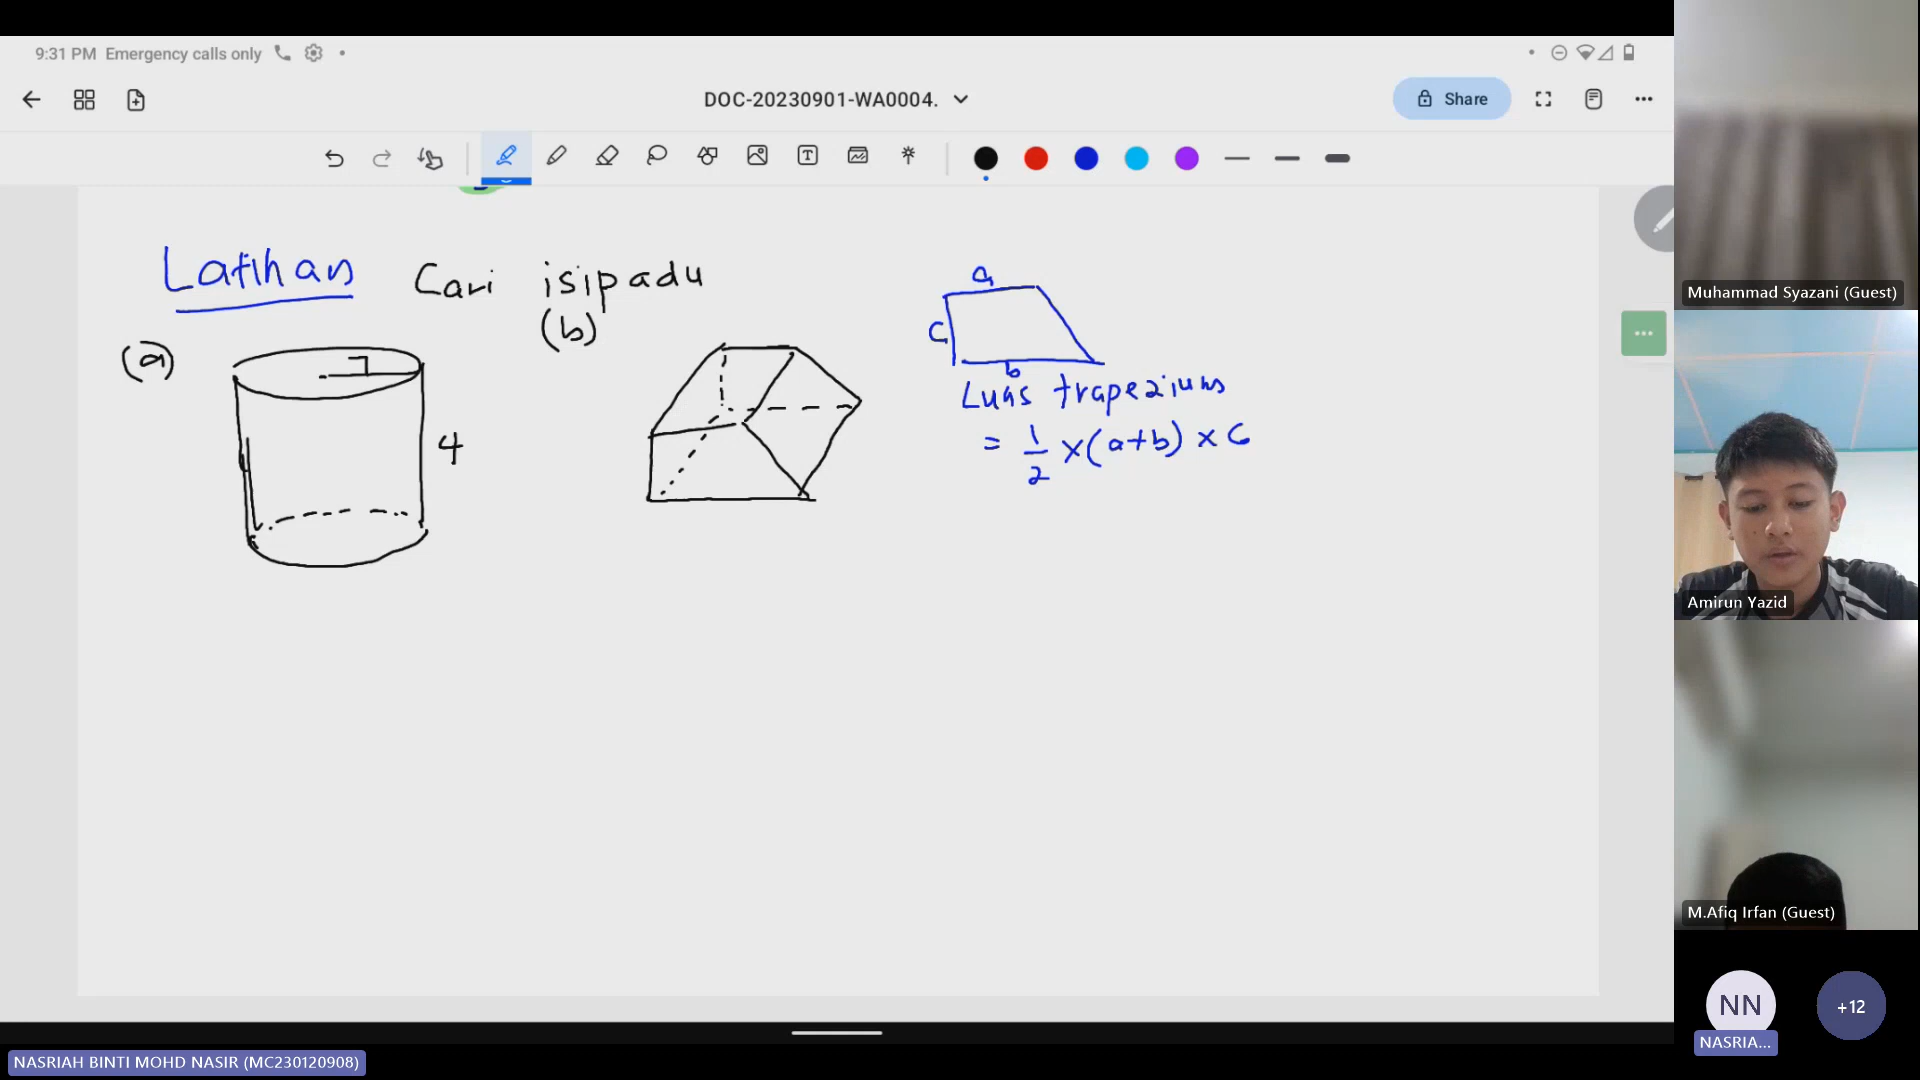 9:31 PM Emergency calls only
DOC-20230901-WA0004.
Share
Latihan Cari isipadu
(a)
7
4
(b)
a
c
b
Luas trapezium
= 1/2 × (a+b) × c
Muhammad Syazani (Guest)
Amirun Yazid
M.Afiq Irfan (Guest)
NN
NASRIA...
+12
NASRIAH BINTI MOHD NASIR (MC230120908)